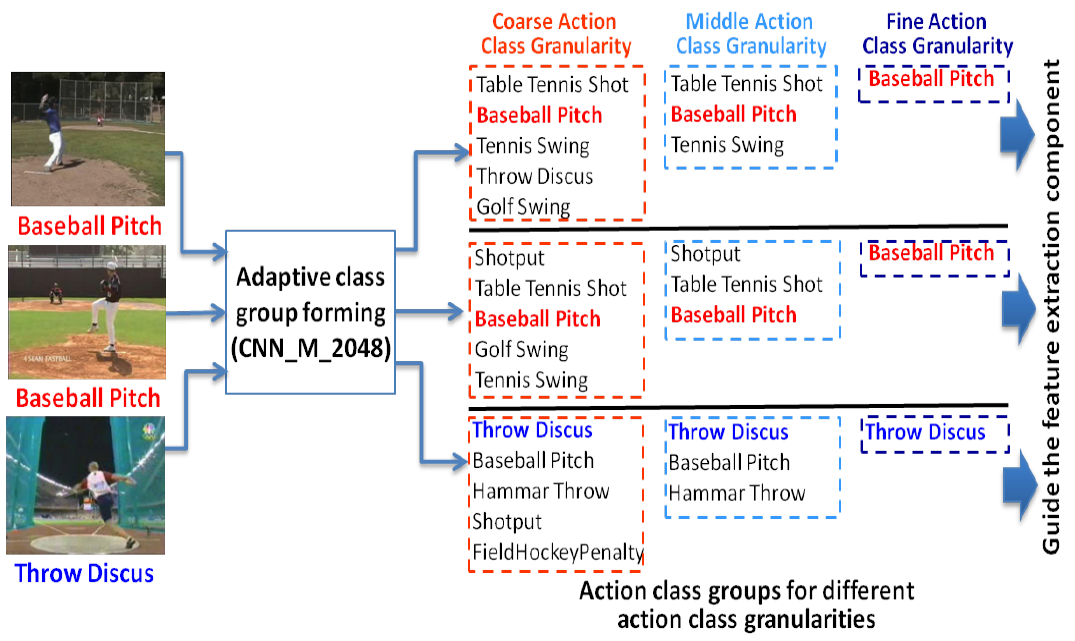 Coarse Action
Class Granularity
Middle Action
Class Granularity
Fine Action
Class Granularity
Baseball Pitch
Baseball Pitch
4 SEAM FASTBALL
Throw Discus
Adaptive class
group forming
(CNN_M_2048)
Table Tennis Shot
Baseball Pitch
Tennis Swing
Throw Discus
Golf Swing
Table Tennis Shot
Baseball Pitch
Tennis Swing
Baseball Pitch
Shotput
Table Tennis Shot
Baseball Pitch
Golf Swing
Tennis Swing
Shotput
Table Tennis Shot
Baseball Pitch
Baseball Pitch
Throw Discus
Baseball Pitch
Hammar Throw
Shotput
FieldHockeyPenalty
Throw Discus
Baseball Pitch
Hammar Throw
Throw Discus
Action class groups for different
action class granularities
Guide the feature extraction component